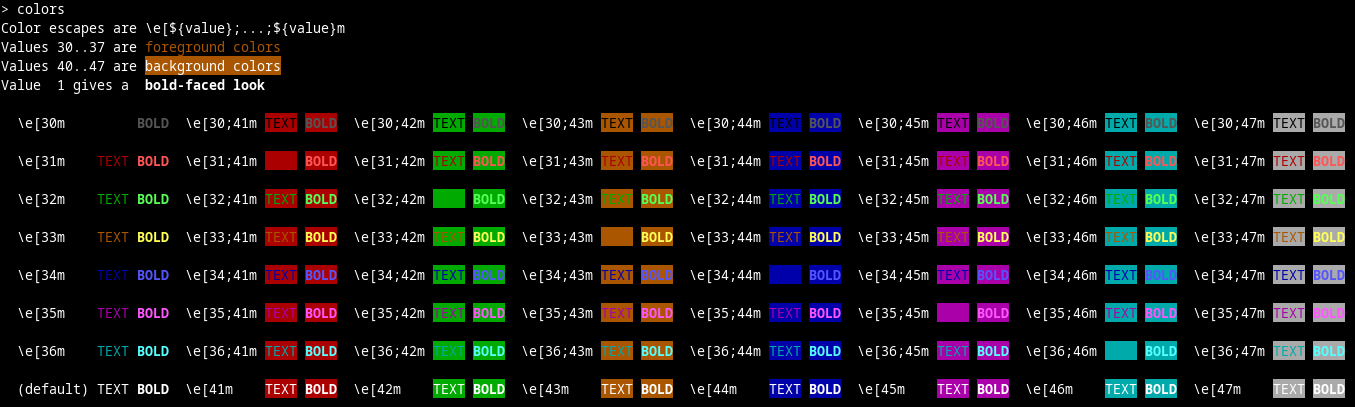 > colors
Color escapes are \e[${value};...;${value}m
Values 30..37 are foreground colors
Values 40..47 are background colors
Value  1 gives a  bold-faced look
\e[30m BOLD \e[30;41m TEXT BOLD \e[30;42m TEXT BOLD \e[30;43m TEXT BOLD \e[30;44m TEXT BOLD \e[30;45m TEXT BOLD \e[30;46m TEXT BOLD \e[30;47m TEXT BOLD
\e[31m TEXT BOLD \e[31;41m BOLD \e[31;42m TEXT BOLD \e[31;43m TEXT BOLD \e[31;44m TEXT BOLD \e[31;45m TEXT BOLD \e[31;46m TEXT BOLD \e[31;47m TEXT BOLD
\e[32m TEXT BOLD \e[32;41m TEXT BOLD \e[32;42m BOLD \e[32;43m TEXT BOLD \e[32;44m TEXT BOLD \e[32;45m TEXT BOLD \e[32;46m TEXT BOLD \e[32;47m TEXT BOLD
\e[33m TEXT BOLD \e[33;41m TEXT BOLD \e[33;42m TEXT BOLD \e[33;43m BOLD \e[33;44m TEXT BOLD \e[33;45m TEXT BOLD \e[33;46m TEXT BOLD \e[33;47m TEXT BOLD
\e[34m TEXT BOLD \e[34;41m TEXT BOLD \e[34;42m TEXT BOLD \e[34;43m TEXT BOLD \e[34;44m BOLD \e[34;45m TEXT BOLD \e[34;46m TEXT BOLD \e[34;47m TEXT BOLD
\e[35m TEXT BOLD \e[35;41m TEXT BOLD \e[35;42m TEXT BOLD \e[35;43m TEXT BOLD \e[35;44m TEXT BOLD \e[35;45m BOLD \e[35;46m TEXT BOLD \e[35;47m TEXT BOLD
\e[36m TEXT BOLD \e[36;41m TEXT BOLD \e[36;42m TEXT BOLD \e[36;43m TEXT BOLD \e[36;44m TEXT BOLD \e[36;45m TEXT BOLD \e[36;46m BOLD \e[36;47m TEXT BOLD
(default) TEXT BOLD \e[41m TEXT BOLD \e[42m TEXT BOLD \e[43m TEXT BOLD \e[44m TEXT BOLD \e[45m TEXT BOLD \e[46m TEXT BOLD \e[47m TEXT BOLD